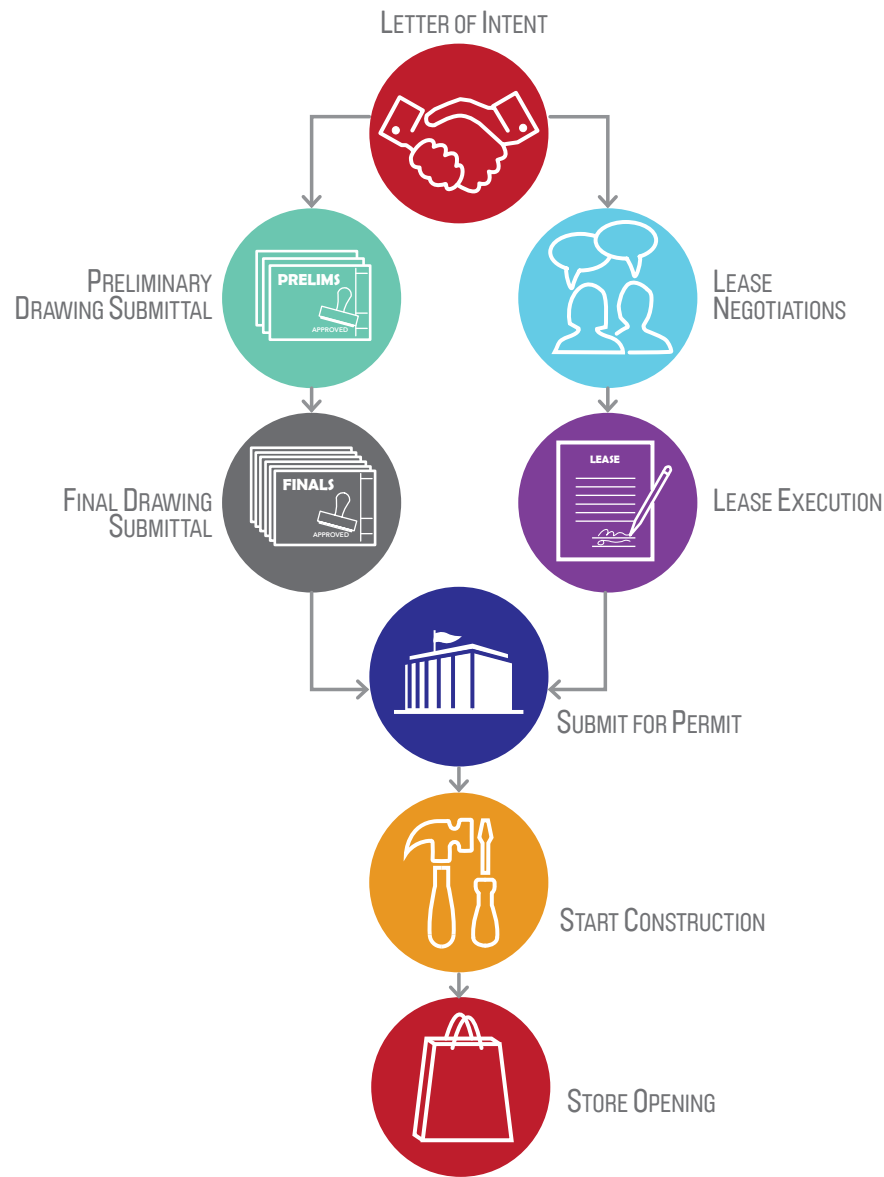 Letter of Intent
Preliminary
Drawing Submittal
PRELIMS
APPROVED
Lease
Negotiations
Final Drawing
Submittal
FINALS
APPROVED
LEASE
Lease Execution
Submit for Permit
Start Construction
Store Opening